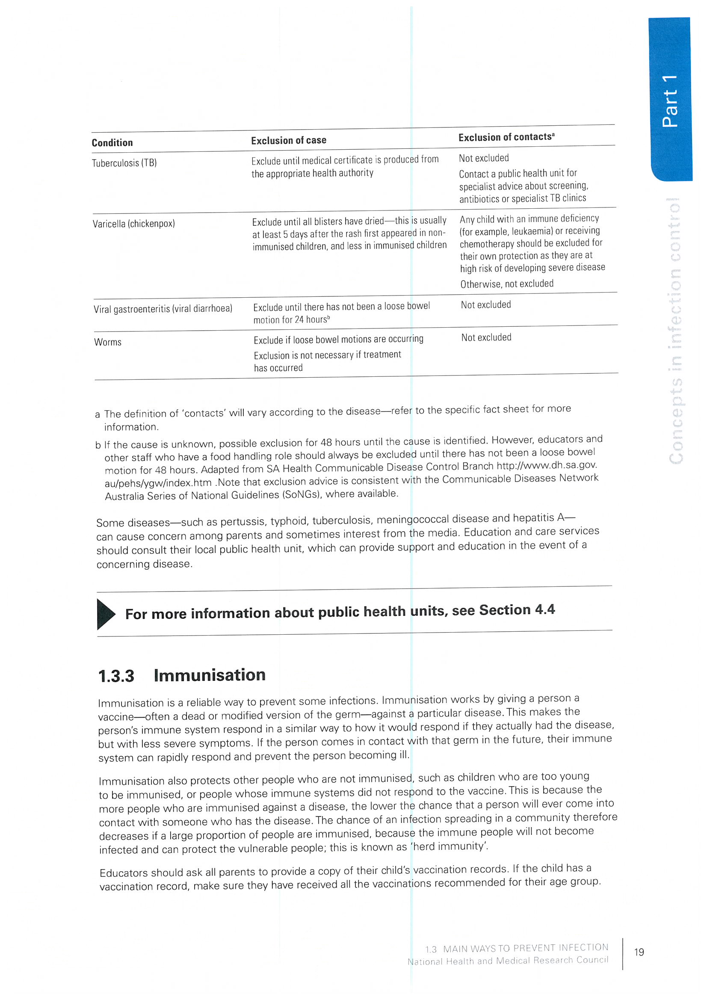 Part 1
Concepts in infection control
Condition
Exclusion of case
Exclusion of contactsª
Tuberculosis (TB)
Exclude until medical certificate is produced from
the appropriate health authority
Not excluded
Contact a public health unit for
specialist advice about screening,
antibiotics or specialist TB clinics
Varicella (chickenpox)
Exclude until all blisters have dried—this is usually
at least 5 days after the rash first appeared in non-
immunised children, and less in immunised children
Any child with an immune deficiency
(for example, leukaemia) or receiving
chemotherapy should be excluded for
their own protection as they are at
high risk of developing severe disease
Otherwise, not excluded
Viral gastroenteritis (viral diarrhoea)
Exclude until there has not been a loose bowel
motion for 24 hoursᵇ
Not excluded
Worms
Exclude if loose bowel motions are occurring
Exclusion is not necessary if treatment
has occurred
Not excluded
a The definition of ‘contacts’ will vary according to the disease—refer to the specific fact sheet for more
information.
b If the cause is unknown, possible exclusion for 48 hours until the cause is identified. However, educators and
other staff who have a food handling role should always be excluded until there has not been a loose bowel
motion for 48 hours. Adapted from SA Health Communicable Disease Control Branch http://www.dh.sa.gov.
au/pehs/ygw/index.htm .Note that exclusion advice is consistent with the Communicable Diseases Network
Australia Series of National Guidelines (SoNGs), where available.
Some diseases—such as pertussis, typhoid, tuberculosis, meningococcal disease and hepatitis A—
can cause concern among parents and sometimes interest from the media. Education and care services
should consult their local public health unit, which can provide support and education in the event of a
concerning disease.
For more information about public health units, see Section 4.4
1.3.3 Immunisation
Immunisation is a reliable way to prevent some infections. Immunisation works by giving a person a
vaccine—often a dead or modified version of the germ—against a particular disease. This makes the
person’s immune system respond in a similar way to how it would respond if they actually had the disease,
but with less severe symptoms. If the person comes in contact with that germ in the future, their immune
system can rapidly respond and prevent the person becoming ill.
Immunisation also protects other people who are not immunised, such as children who are too young
to be immunised, or people whose immune systems did not respond to the vaccine. This is because the
more people who are immunised against a disease, the lower the chance that a person will ever come into
contact with someone who has the disease. The chance of an infection spreading in a community therefore
decreases if a large proportion of people are immunised, because the immune people will not become
infected and can protect the vulnerable people; this is known as ‘herd immunity’.
Educators should ask all parents to provide a copy of their child’s vaccination records. If the child has a
vaccination record, make sure they have received all the vaccinations recommended for their age group.
1.3 MAIN WAYS TO PREVENT INFECTION
National Health and Medical Research Council
19